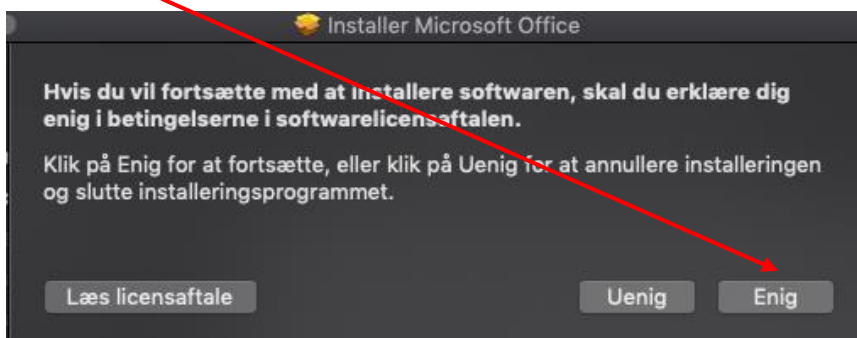 Installer Microsoft Office
Hvis du vil fortsætte med at installere softwaren, skal du erklære dig
enig i betingelserne i softwarelicensaftalen.
Klik på Enig for at fortsætte, eller klik på Uenig for at annullere installeringen
og slutte installeringsprogrammet.
Læs licensaftale
Uenig
Enig